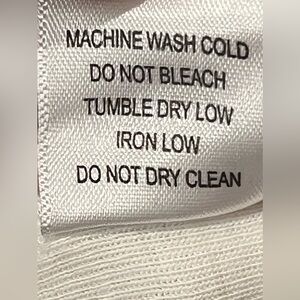 MACHINE WASH COLD
DO NOT BLEACH
TUMBLE DRY LOW
IRON LOW
DO NOT DRY CLEAN